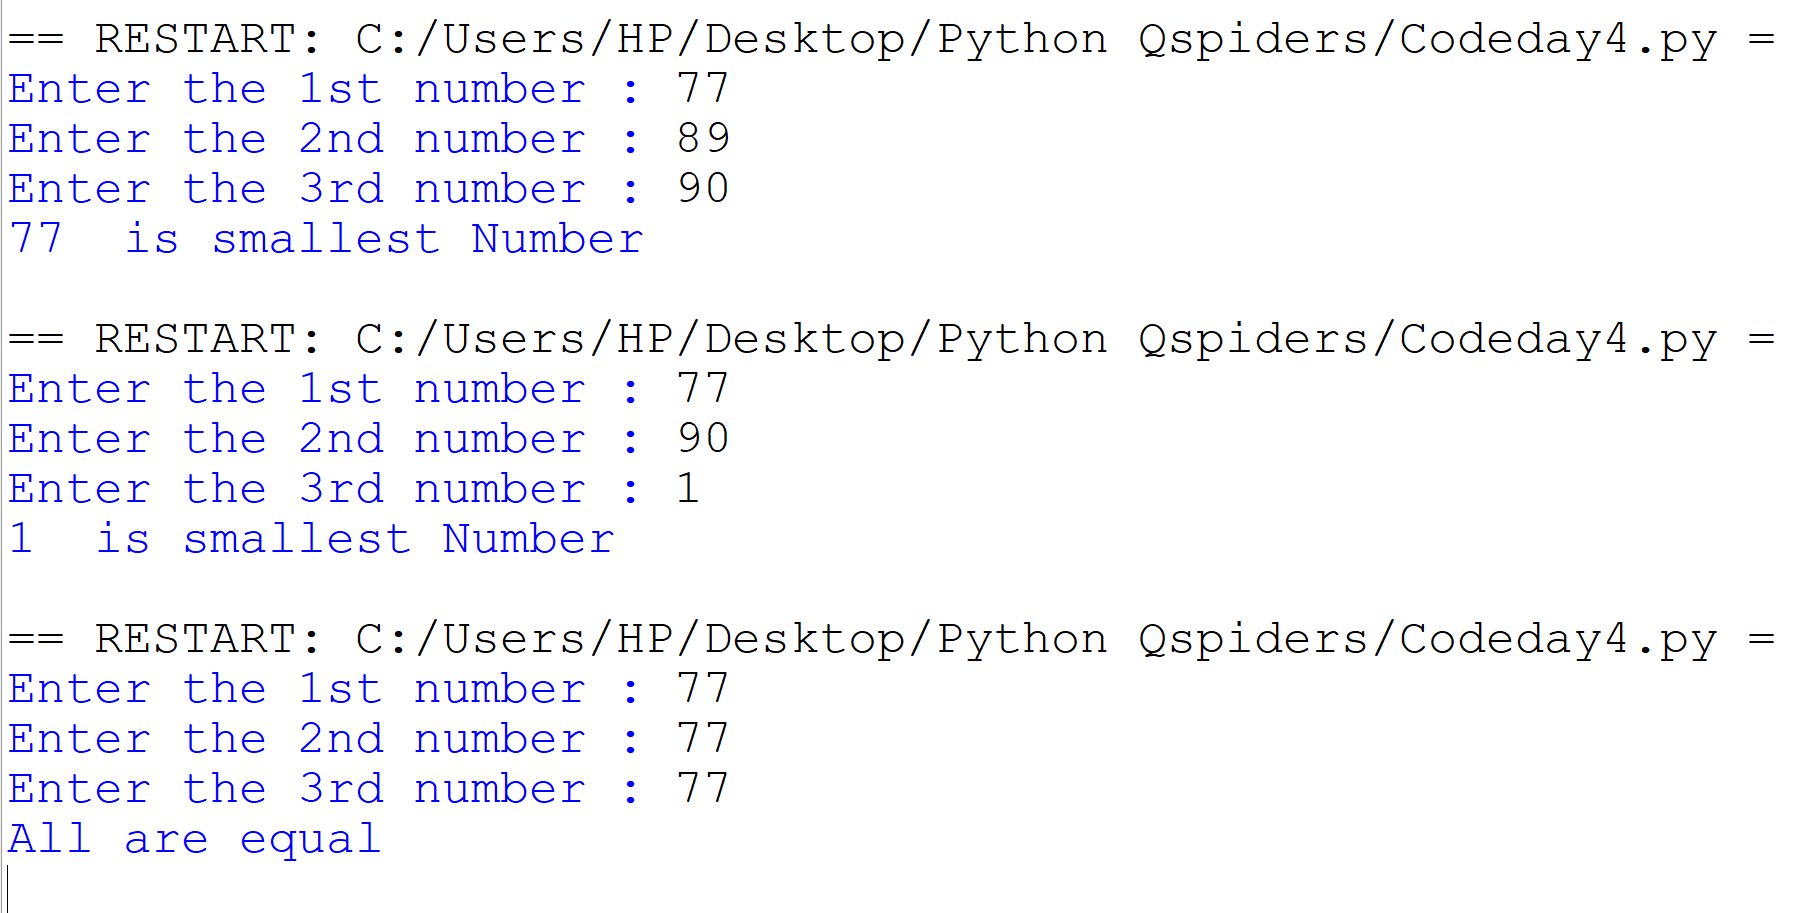 == RESTART: C:/Users/HP/Desktop/Python Qspiders/Codeday4.py =
Enter the 1st number : 77
Enter the 2nd number : 89
Enter the 3rd number : 90
77  is smallest Number
== RESTART: C:/Users/HP/Desktop/Python Qspiders/Codeday4.py =
Enter the 1st number : 77
Enter the 2nd number : 90
Enter the 3rd number : 1
1  is smallest Number
== RESTART: C:/Users/HP/Desktop/Python Qspiders/Codeday4.py =
Enter the 1st number : 77
Enter the 2nd number : 77
Enter the 3rd number : 77
All are equal